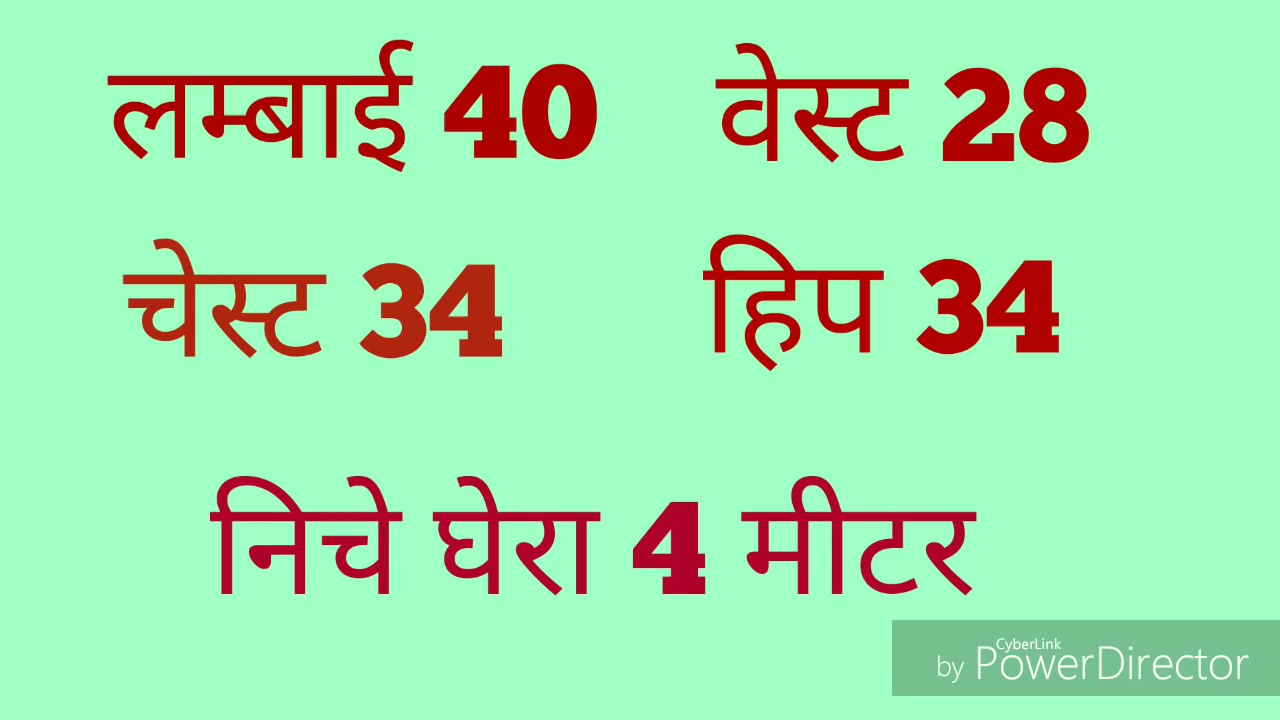 लम्बाई 40 वेस्ट 28
चेस्ट 34 हिप 34
निचे घेरा 4 मीटर
CyberLink
by PowerDirector